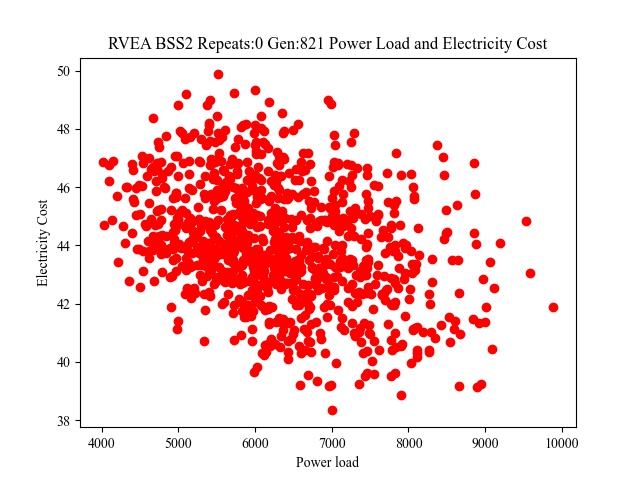 RVEA BSS2 Repeats:0 Gen:821 Power Load and Electricity Cost
50
48
46
44
42
40
38
Electricity Cost
4000 5000 6000 7000 8000 9000 10000
Power load